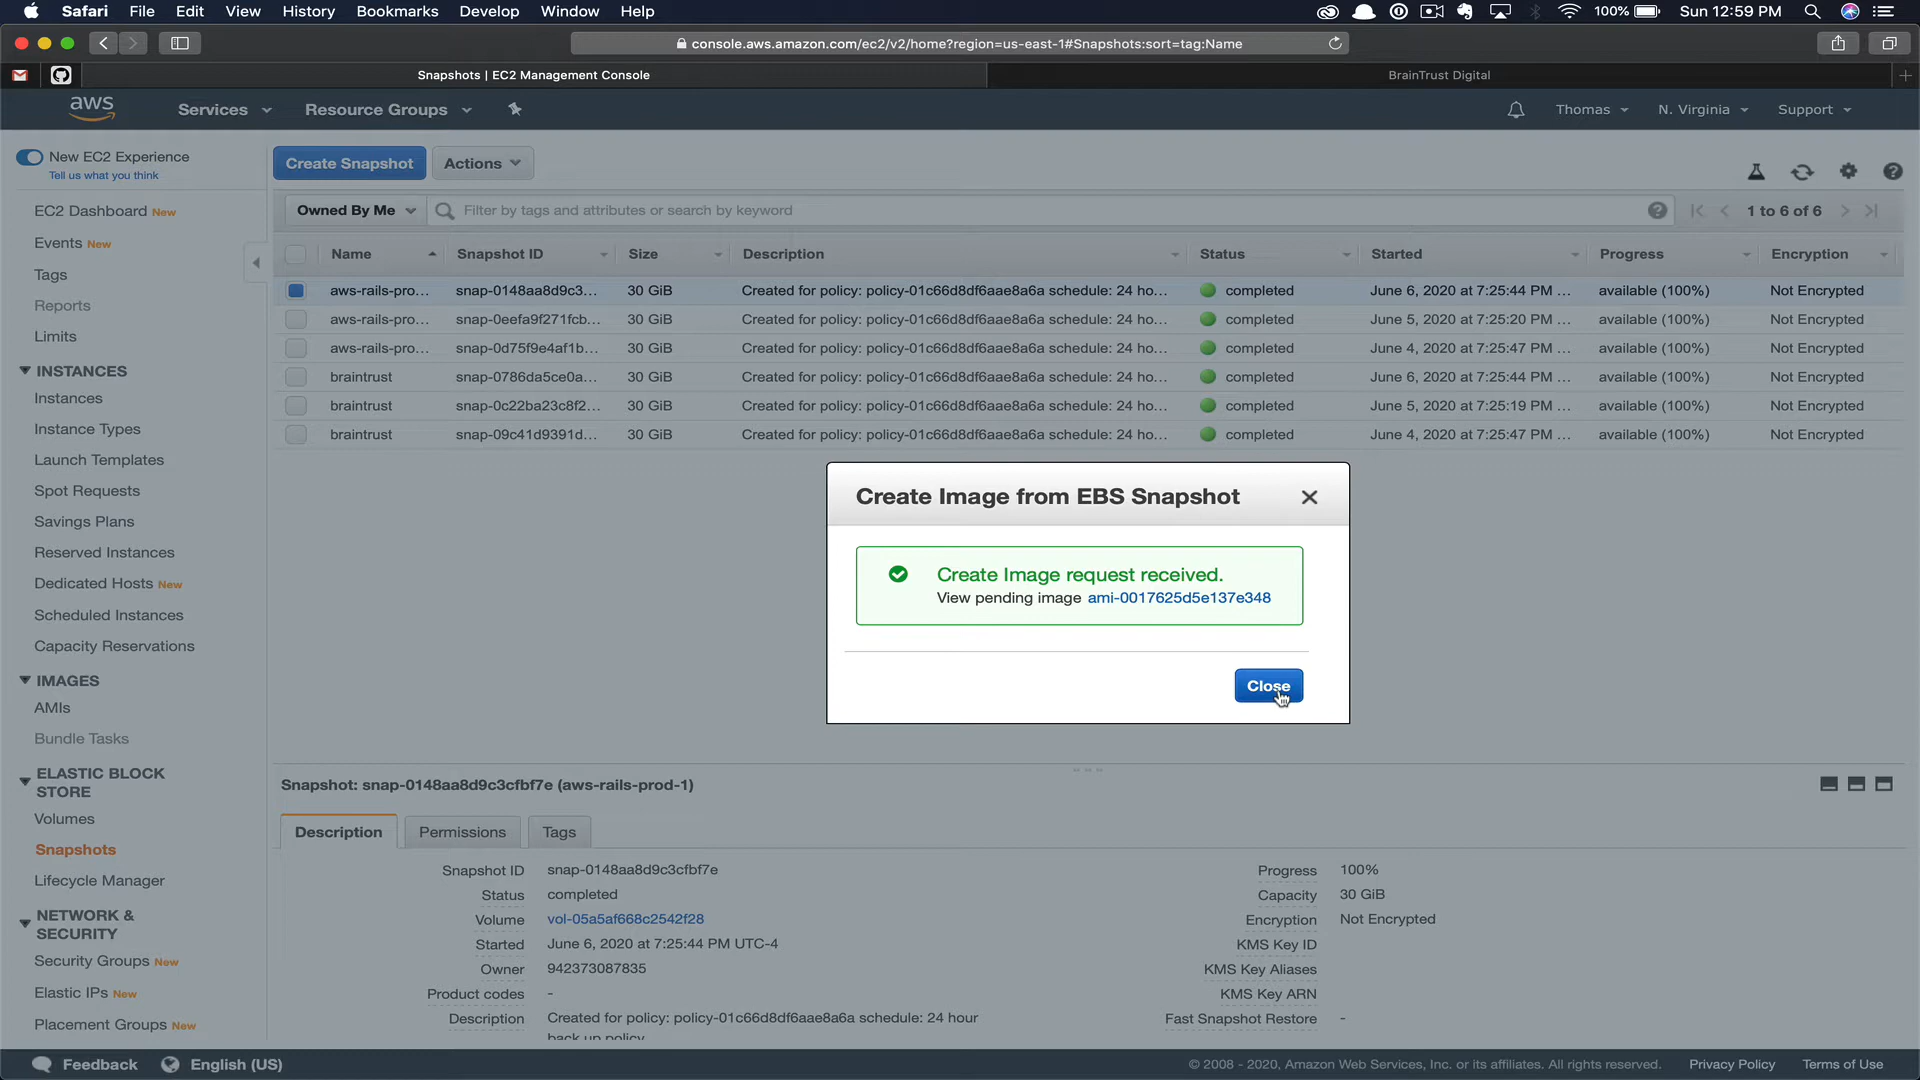 Safari File Edit View History Bookmarks Develop Window Help 100% Sun 12:59 PM
console.aws.amazon.com/ec2/v2/home?region=us-east-1#Snapshots:sort=tag:Name
Snapshots | EC2 Management Console BrainTrust Digital
aws Services Resource Groups Thomas N. Virginia Support
New EC2 Experience
Tell us what you think
EC2 Dashboard New
Events New
Tags
Reports
Limits
INSTANCES
Instances
Instance Types
Launch Templates
Spot Requests
Savings Plans
Reserved Instances
Dedicated Hosts New
Scheduled Instances
Capacity Reservations
IMAGES
AMIs
Bundle Tasks
ELASTIC BLOCK
STORE
Volumes
Snapshots
Lifecycle Manager
NETWORK &
SECURITY
Security Groups New
Elastic IPs New
Placement Groups New
Create Snapshot Actions
Owned By Me Filter by tags and attributes or search by keyword 1 to 6 of 6
Name Snapshot ID Size Description Status Started Progress Encryption
aws-rails-pro... snap-0148aa8d9c3... 30 GiB Created for policy: policy-01c66d8df6aae8a6a schedule: 24 ho... completed June 6, 2020 at 7:25:44 PM ... available (100%) Not Encrypted
aws-rails-pro... snap-0eefa9f271fcb... 30 GiB Created for policy: policy-01c66d8df6aae8a6a schedule: 24 ho... completed June 5, 2020 at 7:25:20 PM ... available (100%) Not Encrypted
aws-rails-pro... snap-0d75f9e4af1b... 30 GiB Created for policy: policy-01c66d8df6aae8a6a schedule: 24 ho... completed June 4, 2020 at 7:25:47 PM ... available (100%) Not Encrypted
braintrust snap-0786da5ce0a... 30 GiB Created for policy: policy-01c66d8df6aae8a6a schedule: 24 ho... completed June 6, 2020 at 7:25:44 PM ... available (100%) Not Encrypted
braintrust snap-0c22ba23c8f2... 30 GiB Created for policy: policy-01c66d8df6aae8a6a schedule: 24 ho... completed June 5, 2020 at 7:25:19 PM ... available (100%) Not Encrypted
braintrust snap-09c41d9391d... 30 GiB Created for policy: policy-01c66d8df6aae8a6a schedule: 24 ho... completed June 4, 2020 at 7:25:47 PM ... available (100%) Not Encrypted
Create Image from EBS Snapshot
Create Image request received.
View pending image ami-0017625d5e137e348
Close
Snapshot: snap-0148aa8d9c3cfbf7e (aws-rails-prod-1)
Description Permissions Tags
Snapshot ID snap-0148aa8d9c3cfbf7e Progress 100%
Status completed Capacity 30 GiB
Volume vol-05a5af668c2542f28 Encryption Not Encrypted
Started June 6, 2020 at 7:25:44 PM UTC-4 KMS Key ID
Owner 942373087835 KMS Key Aliases
Product codes - KMS Key ARN
Description Created for policy: policy-01c66d8df6aae8a6a schedule: 24 hour Fast Snapshot Restore -
back up policy
Feedback English (US) © 2008 - 2020, Amazon Web Services, Inc. or its affiliates. All rights reserved. Privacy Policy Terms of Use